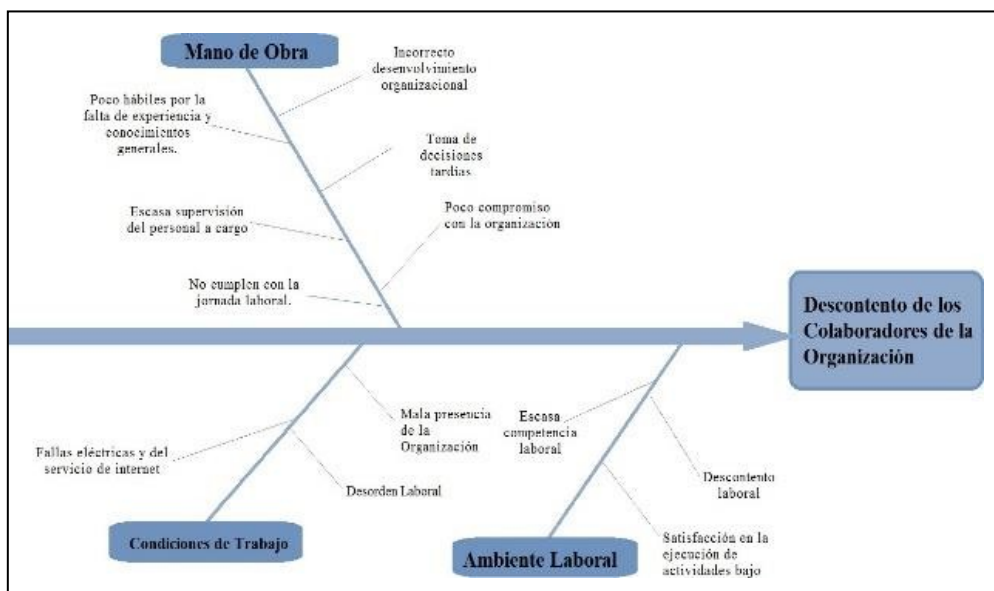 Mano de Obra
Incorrecto
desenvolvimiento
organizacional
Poco hábiles por la
falta de experiencia y
conocimientos
generales.
Toma de
decisiones
tardías
Escasa supervisión
del personal a cargo
Poco compromiso
con la organización
No cumplen con la
jornada laboral.
Descontento de los
Colaboradores de la
Organización
Mala presencia
de la
Organización
Fallas eléctricas y del
servicio de internet
Desorden Laboral
Condiciones de Trabajo
Escasa
competencia
laboral
Descontento
laboral
Satisfacción en la
ejecución de
actividades bajo
Ambiente Laboral